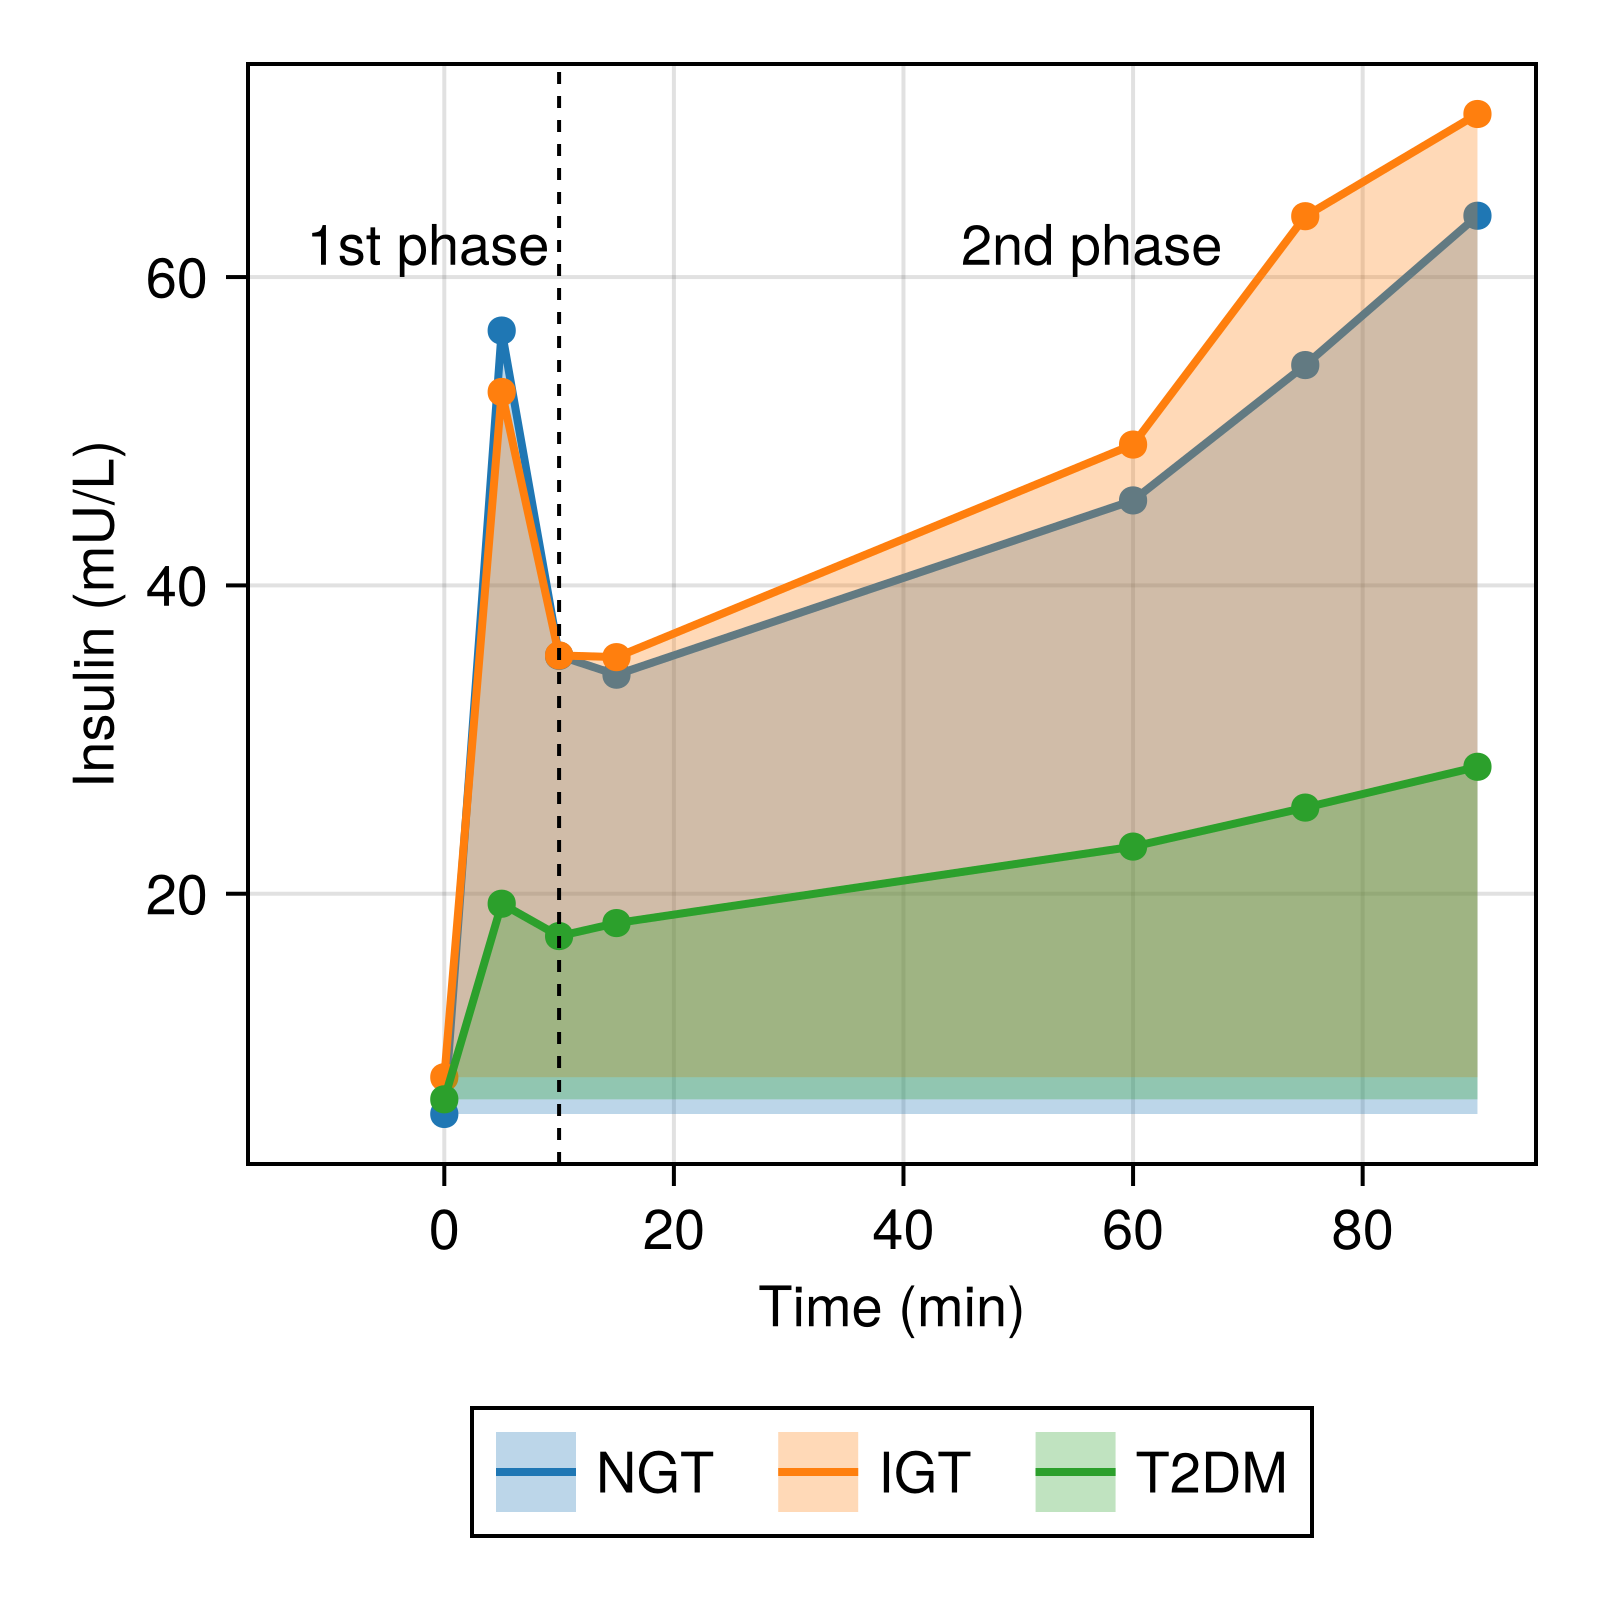 1st phase
2nd phase
60
40
20
Insulin (mU/L)
0 20 40 60 80
Time (min)
NGT IGT T2DM